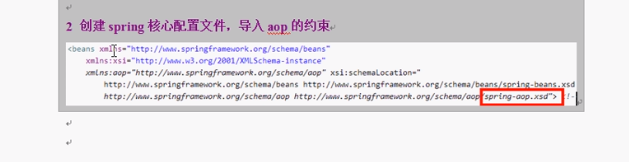 2 创建 spring 核心配置文件，导入 aop 的约束
<beans xmlns="http://www.springframework.org/schema/beans"
xmlns:xsi="http://www.w3.org/2001/XMLSchema-instance"
xmlns:aop="http://www.springframework.org/schema/aop" xsi:schemaLocation="
http://www.springframework.org/schema/beans http://www.springframework.org/schema/beans/spring-beans.xsd
http://www.springframework.org/schema/aop http://www.springframework.org/schema/aop/spring-aop.xsd"> <!-